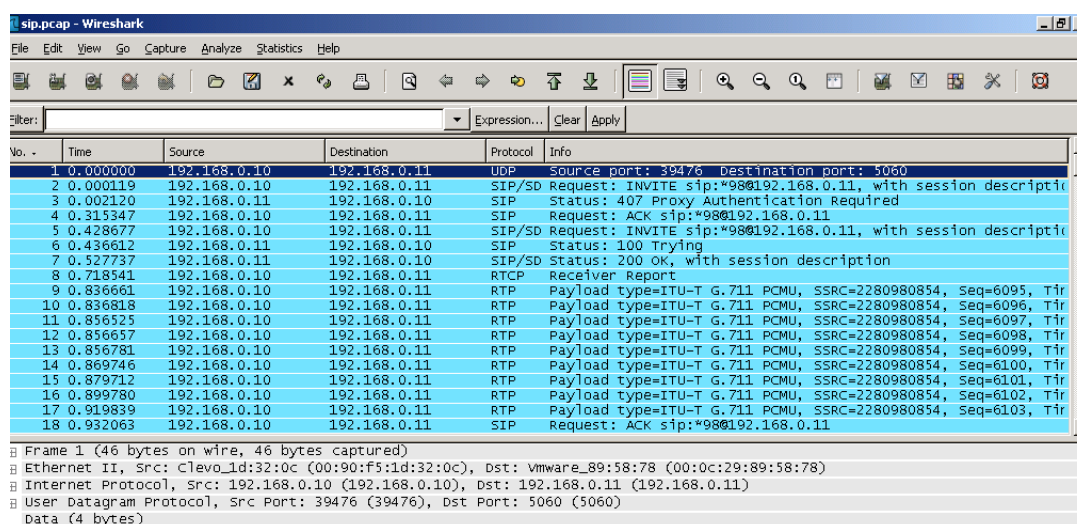 sip.pcap - Wireshark
File Edit View Go Capture Analyze Statistics Help
Filter: Expression... Clear Apply
No. - Time Source Destination Protocol Info
1 0.000000 192.168.0.10 192.168.0.11 UDP Source port: 39476 Destination port: 5060
2 0.000119 192.168.0.10 192.168.0.11 SIP/SD Request: INVITE sip:*98@192.168.0.11, with session descriptic
3 0.002120 192.168.0.11 192.168.0.10 SIP Status: 407 Proxy Authentication Required
4 0.315347 192.168.0.10 192.168.0.11 SIP Request: ACK sip:*98@192.168.0.11
5 0.428677 192.168.0.10 192.168.0.11 SIP/SD Request: INVITE sip:*98@192.168.0.11, with session descriptic
6 0.436612 192.168.0.11 192.168.0.10 SIP Status: 100 Trying
7 0.527737 192.168.0.11 192.168.0.10 SIP/SD Status: 200 OK, with session description
8 0.718541 192.168.0.10 192.168.0.11 RTCP Receiver Report
9 0.836661 192.168.0.10 192.168.0.11 RTP Payload type=ITU-T G.711 PCMU, SSRC=2280980854, Seq=6095, Tir
10 0.836818 192.168.0.10 192.168.0.11 RTP Payload type=ITU-T G.711 PCMU, SSRC=2280980854, Seq=6096, Tir
11 0.856525 192.168.0.10 192.168.0.11 RTP Payload type=ITU-T G.711 PCMU, SSRC=2280980854, Seq=6097, Tir
12 0.856657 192.168.0.10 192.168.0.11 RTP Payload type=ITU-T G.711 PCMU, SSRC=2280980854, Seq=6098, Tir
13 0.856781 192.168.0.10 192.168.0.11 RTP Payload type=ITU-T G.711 PCMU, SSRC=2280980854, Seq=6099, Tir
14 0.869746 192.168.0.10 192.168.0.11 RTP Payload type=ITU-T G.711 PCMU, SSRC=2280980854, Seq=6100, Tir
15 0.879712 192.168.0.10 192.168.0.11 RTP Payload type=ITU-T G.711 PCMU, SSRC=2280980854, Seq=6101, Tir
16 0.899780 192.168.0.10 192.168.0.11 RTP Payload type=ITU-T G.711 PCMU, SSRC=2280980854, Seq=6102, Tir
17 0.919839 192.168.0.10 192.168.0.11 RTP Payload type=ITU-T G.711 PCMU, SSRC=2280980854, Seq=6103, Tir
18 0.932063 192.168.0.10 192.168.0.11 SIP Request: ACK sip:*98@192.168.0.11
Frame 1 (46 bytes on wire, 46 bytes captured)
Ethernet II, Src: Clevo_1d:32:0c (00:90:f5:1d:32:0c), Dst: Vmware_89:58:78 (00:0c:29:89:58:78)
Internet Protocol, Src: 192.168.0.10 (192.168.0.10), Dst: 192.168.0.11 (192.168.0.11)
User Datagram Protocol, Src Port: 39476 (39476), Dst Port: 5060 (5060)
Data (4 bytes)